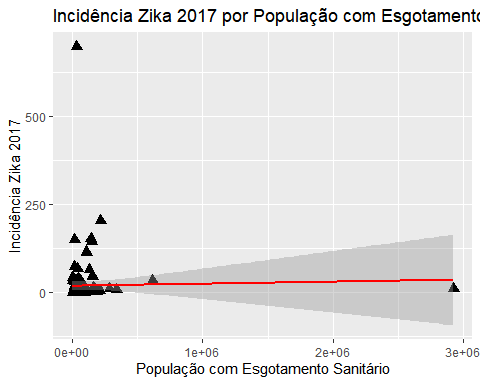 Incidência Zika 2017 por População com Esgotamento
Incidência Zika 2017
500
250
0
0e+00 1e+06 2e+06 3e+06
População com Esgotamento Sanitário